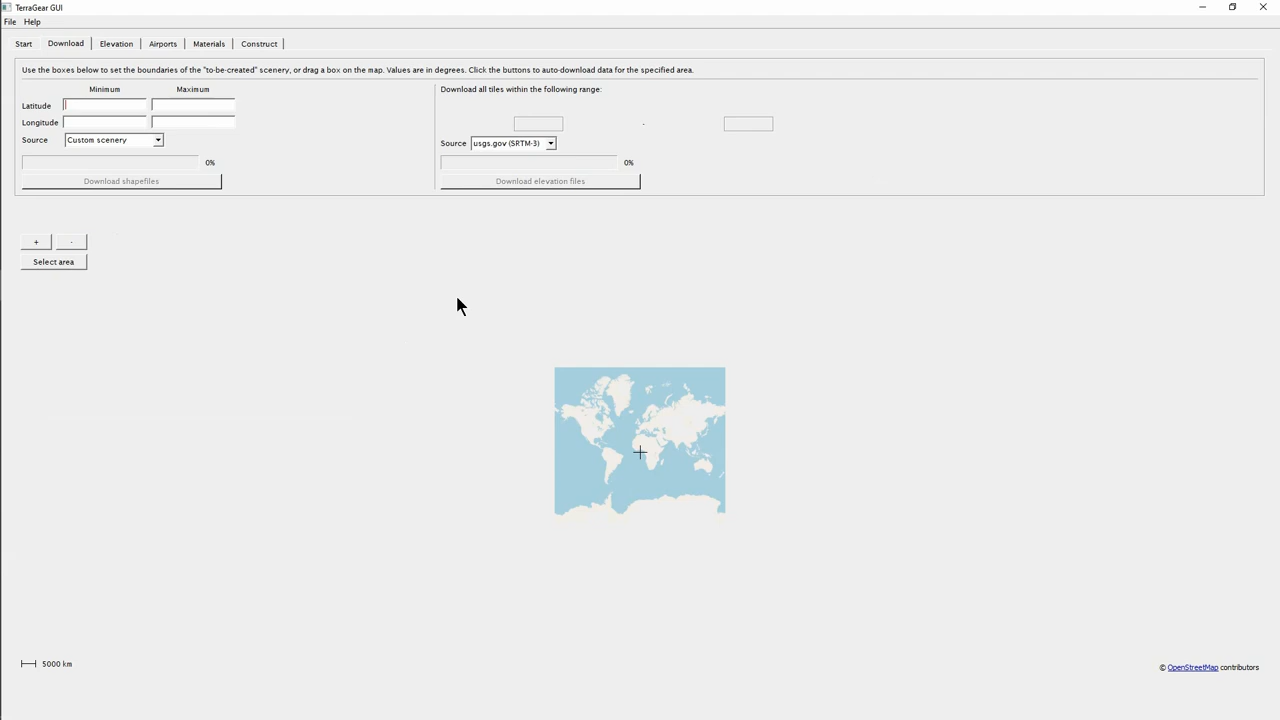 TerraGear GUI
File Help
Start Download Elevation Airports Materials Construct
Use the boxes below to set the boundaries of the "to-be-created" scenery, or drag a box on the map. Values are in degrees. Click the buttons to auto-download data for the specified area.
Minimum Maximum
Latitude
Longitude
Source Custom scenery
0%
Download shapefiles
Download all tiles within the following range:
-
Source usgs.gov (SRTM-3)
0%
Download elevation files
+ -
Select area
5000 km
© OpenStreetMap contributors